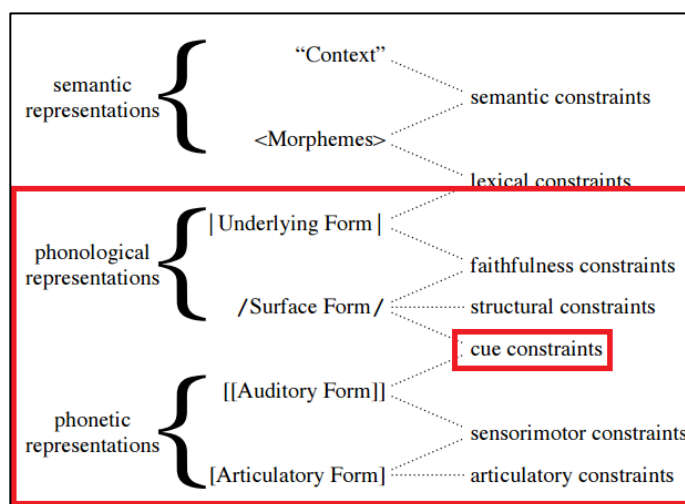 “Context”
semantic
representations
semantic constraints
<Morphemes>
lexical constraints
|Underlying Form|
phonological
representations
faithfulness constraints
/Surface Form/
structural constraints
cue constraints
[[Auditory Form]]
phonetic
representations
sensorimotor constraints
[Articulatory Form]
articulatory constraints